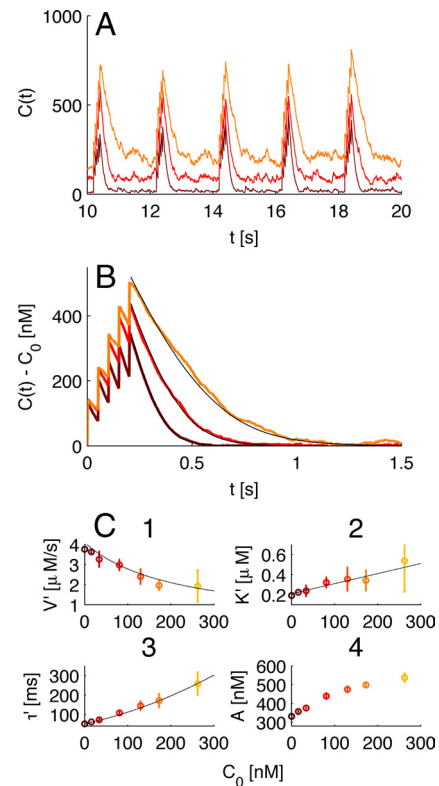 A
1000
500
0
C(t)
10 12 14 16 18 20
t [s]
B
400
200
0
C(t) - C0 [nM]
0 0.5 1 1.5
t [s]
C 1
4
3
2
1
0
V' [μM/s]
0 100 200 300
2
0.6
0.4
0.2
K' [μM]
0 100 200 300
3
300
200
100
τ' [ms]
0 100 200 300
4
600
500
400
300
A [nM]
0 100 200 300
C0 [nM]